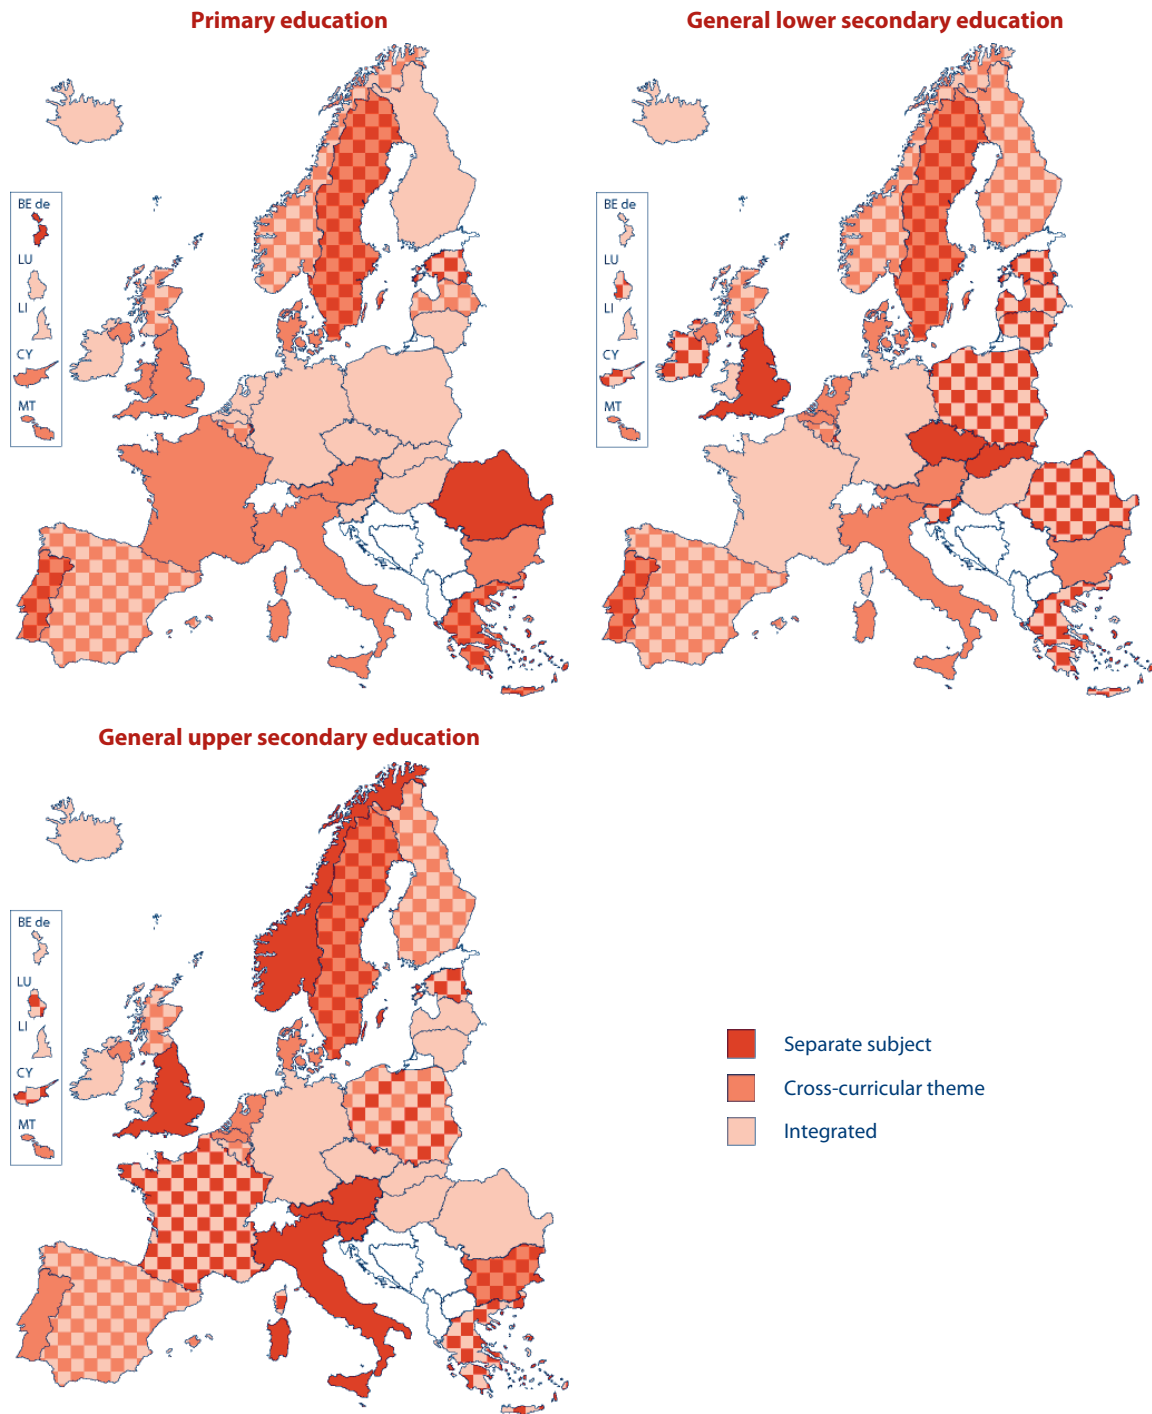 Primary education
General lower secondary education
BE de
LU
LI
CY
MT
BE de
LU
LI
CY
MT
General upper secondary education
BE de
LU
LI
CY
MT
Separate subject
Cross-curricular theme
Integrated